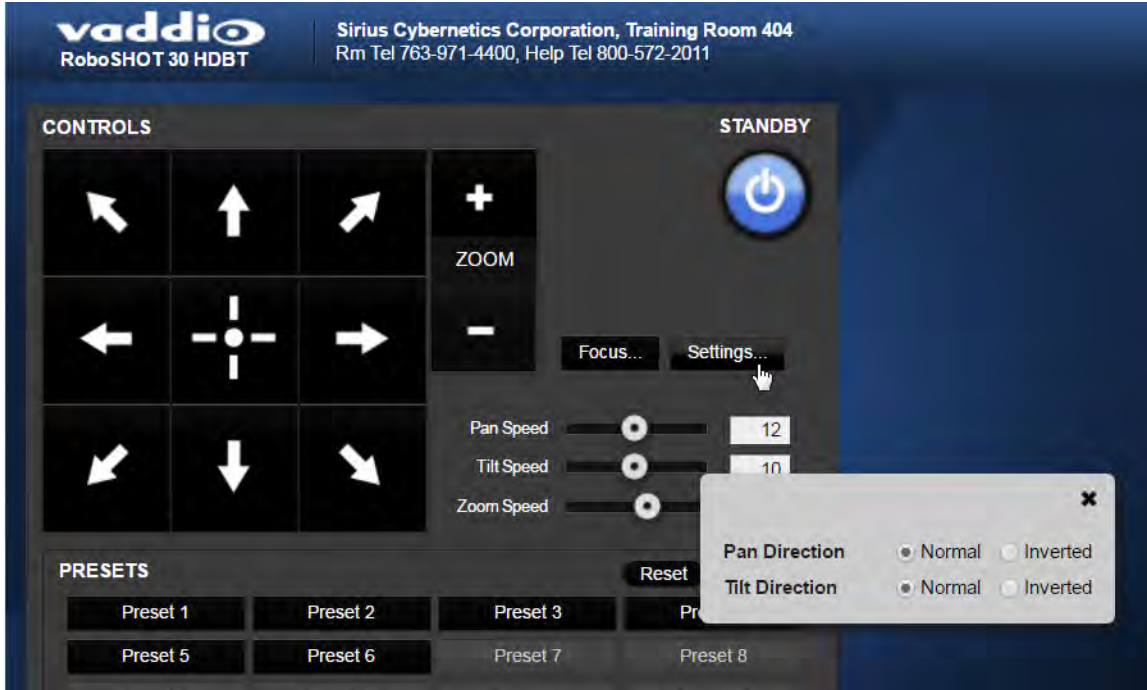 vaddio
RoboSHOT 30 HDBT
Sirius Cybernetics Corporation, Training Room 404
Rm Tel 763-971-4400, Help Tel 800-572-2011
CONTROLS
STANDBY
+
ZOOM
-
Focus... Settings...
Pan Speed 12
Tilt Speed 10
Zoom Speed
Pan Direction Normal Inverted
Tilt Direction Normal Inverted
PRESETS Reset
Preset 1 Preset 2 Preset 3
Preset 5 Preset 6 Preset 7 Preset 8